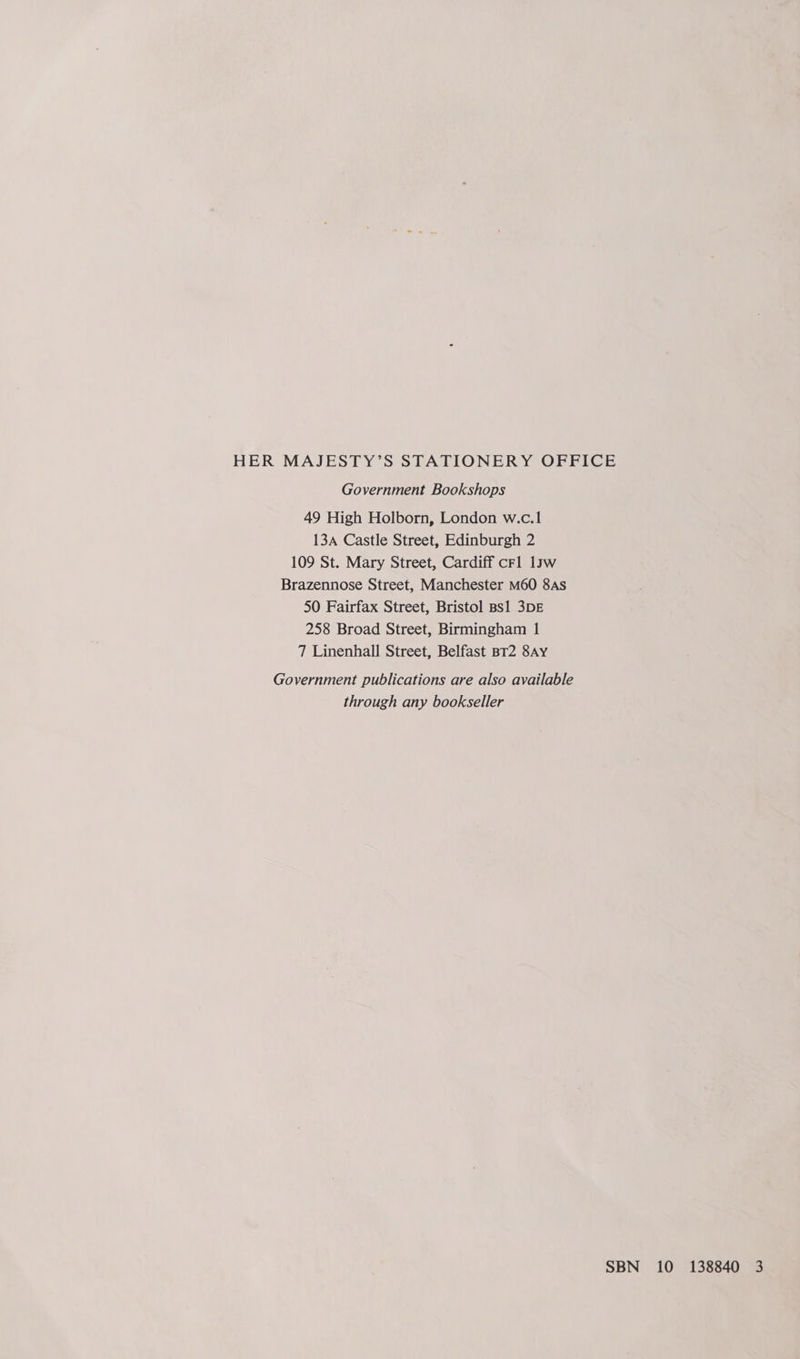 HER MAJESTY'S STATIONERY OFFICE
Government Bookshops
49 High Holborn, London w.c.1
13A Castle Street, Edinburgh 2
109 St. Mary Street, Cardiff CF1 1JW
Brazennose Street, Manchester M60 8AS
50 Fairfax Street, Bristol BS1 3DE
258 Broad Street, Birmingham 1
7 Linenhall Street, Belfast BT2 8AY
Government publications are also available
through any bookseller
SBN 10 138840 3